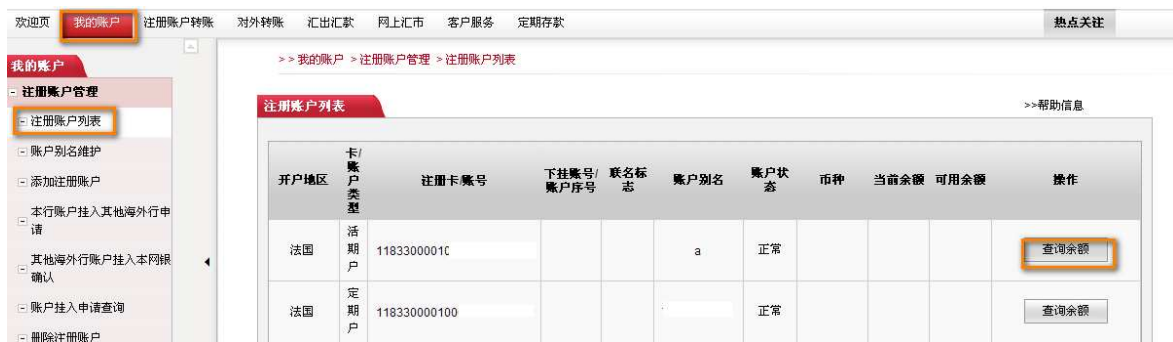 欢迎页 我的账户 注册账户转账 对外转账 汇出汇款 网上汇市 客户服务 定期存款 热点关注
>>我的账户 >注册账户管理 >注册账户列表
我的账户
注册账户管理
注册账户列表
账户别名维护
添加注册账户
本行账户挂入其他海外行申
请
其他海外行账户挂入本网银
确认
账户挂入申请查询
删除注册账户
注册账户列表 >>帮助信息
开户地区 卡/账户类型 注册卡/账号 下挂账号/账户序号 联名标志 账户别名 账户状态 币种 当前余额 可用余额 操作
法国 活期户 1183300001 a 正常 查询余额
法国 定期户 118330000100 正常 查询余额